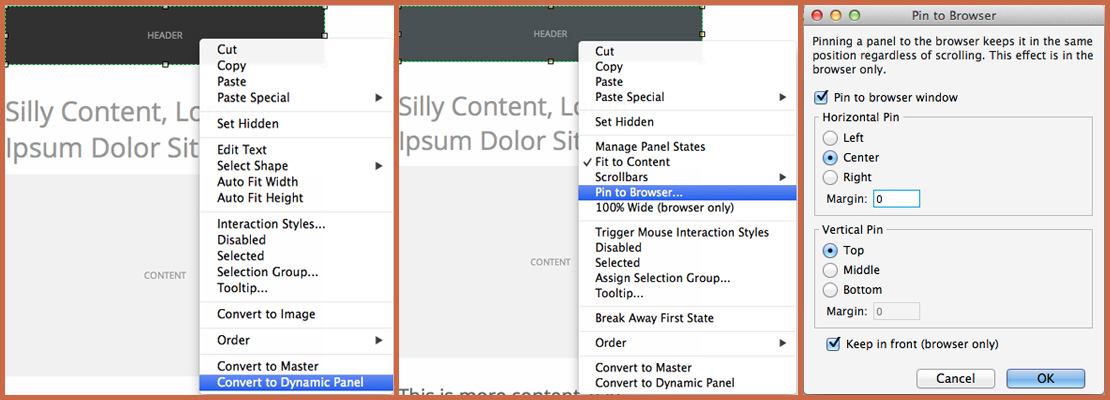 HEADER
Silly Content, Lo
Ipsum Dolor Sit
CONTENT
Cut
Copy
Paste
Paste Special
Set Hidden
Edit Text
Select Shape
Auto Fit Width
Auto Fit Height
Interaction Styles...
Disabled
Selected
Selection Group...
Tooltip...
Convert to Image
Order
Convert to Master
Convert to Dynamic Panel
HEADER
Silly Content, Lo
Ipsum Dolor Sit
CONTENT
This is more content
Cut
Copy
Paste
Paste Special
Set Hidden
Manage Panel States
Fit to Content
Scrollbars
Pin to Browser...
100% Wide (browser only)
Trigger Mouse Interaction Styles
Disabled
Selected
Assign Selection Group...
Tooltip...
Break Away First State
Order
Convert to Master
Convert to Dynamic Panel
Pin to Browser
Pinning a panel to the browser keeps it in the same
position regardless of scrolling. This effect is in the
browser only.
Pin to browser window
Horizontal Pin
Left
Center
Right
Margin: 0
Vertical Pin
Top
Middle
Bottom
Margin: 0
Keep in front (browser only)
Cancel OK